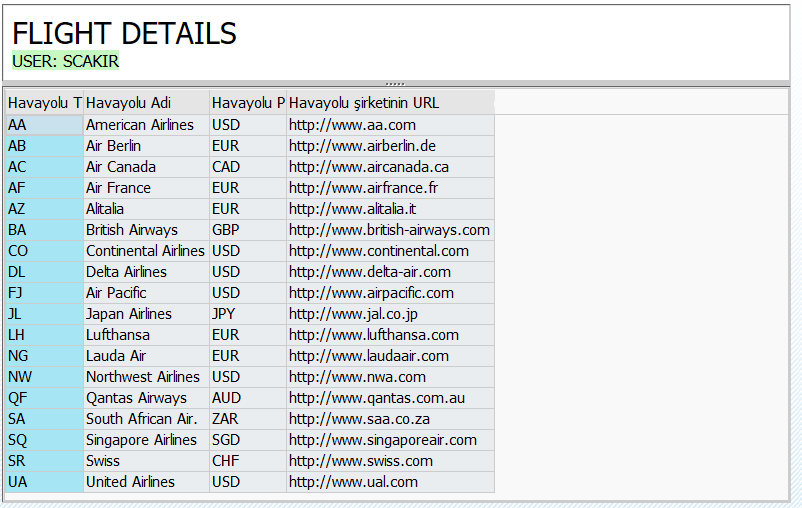 FLIGHT DETAILS
USER: SCAKIR
Havayolu T Havayolu Adi Havayolu P Havayolu şirketinin URL
AA American Airlines USD http://www.aa.com
AB Air Berlin EUR http://www.airberlin.de
AC Air Canada CAD http://www.aircanada.ca
AF Air France EUR http://www.airfrance.fr
AZ Alitalia EUR http://www.alitalia.it
BA British Airways GBP http://www.british-airways.com
CO Continental Airlines USD http://www.continental.com
DL Delta Airlines USD http://www.delta-air.com
FJ Air Pacific USD http://www.airpacific.com
JL Japan Airlines JPY http://www.jal.co.jp
LH Lufthansa EUR http://www.lufthansa.com
NG Lauda Air EUR http://www.laudaair.com
NW Northwest Airlines USD http://www.nwa.com
QF Qantas Airways AUD http://www.qantas.com.au
SA South African Air. ZAR http://www.saa.co.za
SQ Singapore Airlines SGD http://www.singaporeair.com
SR Swiss CHF http://www.swiss.com
UA United Airlines USD http://www.ual.com